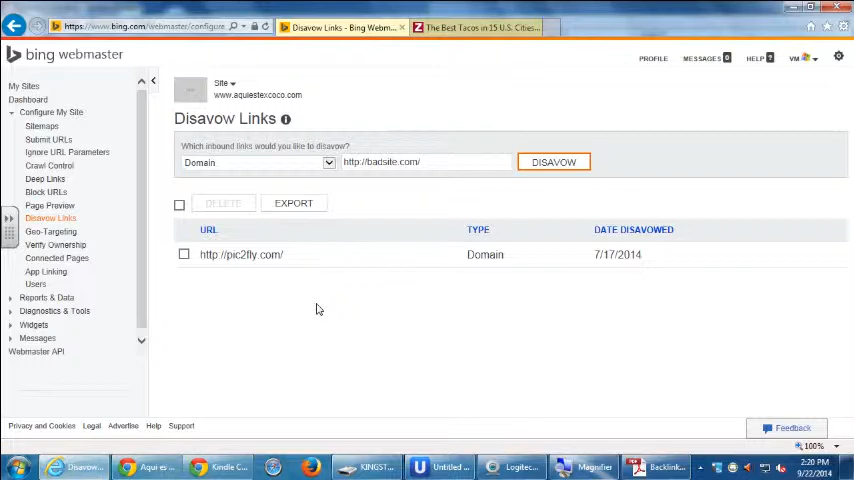 https://www.bing.com/webmaster/configure.
Disavow Links - Bing Webm...
The Best Tacos in 15 U.S. Cities...
bing webmaster
PROFILE
MESSAGES
HELP ?
VM
My Sites
Dashboard
Configure My Site
Sitemaps
Submit URLs
Ignore URL Parameters
Crawl Control
Deep Links
Block URLs
Page Preview
Disavow Links
Geo-Targeting
Verify Ownership
Connected Pages
App Linking
Users
Reports & Data
Diagnostics & Tools
Widgets
Messages
Webmaster API
Site
www.aquiestexcoco.com
Disavow Links
Which inbound links would you like to disavow?
Domain
http://badsite.com/
DISAVOW
DELETE
EXPORT
URL TYPE DATE DISAVOWED
http://pic2fly.com/ Domain 7/17/2014
Privacy and Cookies Legal Advertise Help Support
Feedback
100%
Disavow...
Aqui es ...
Kindle C...
KINGST...
Untitled ...
Logitec...
Magnifier
Backlink...
2:20 PM
9/22/2014